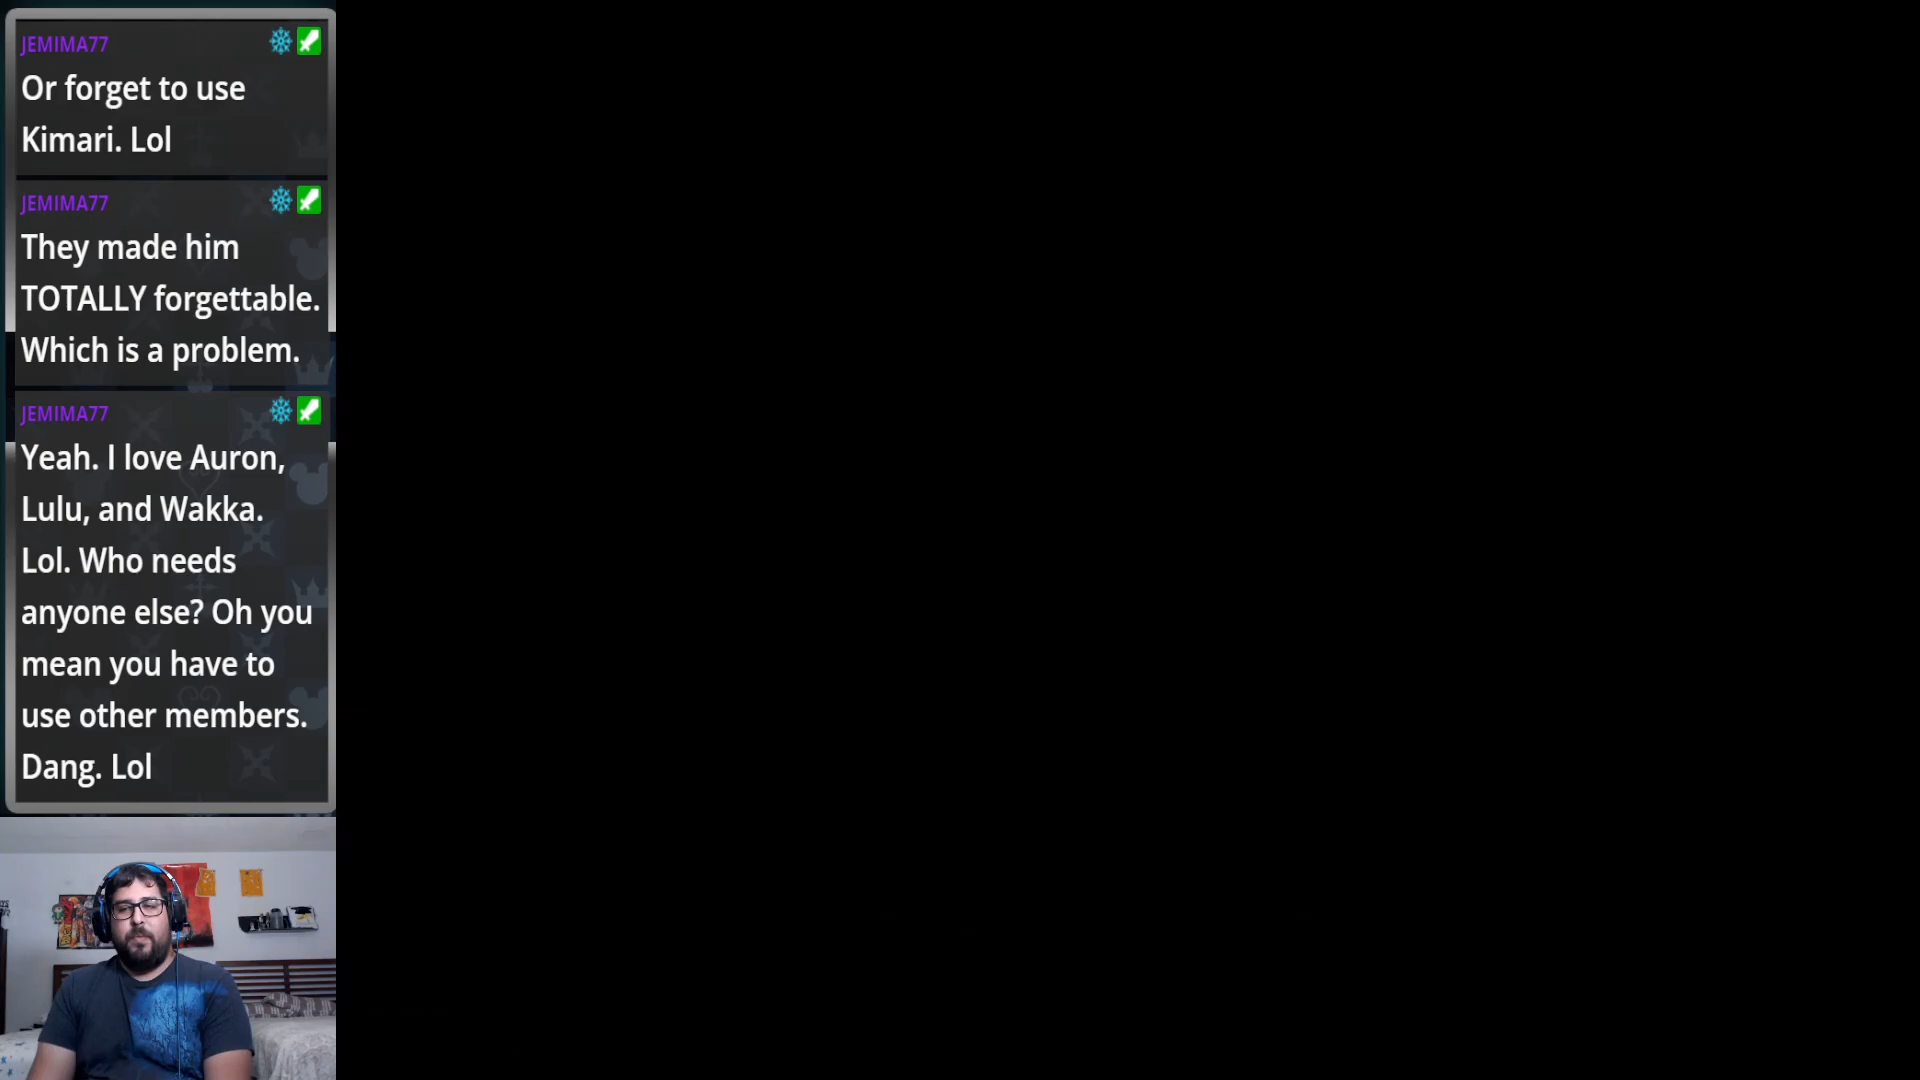 JEMIMA77
Or forget to use
Kimari. Lol
JEMIMA77
They made him
TOTALLY forgettable.
Which is a problem.
JEMIMA77
Yeah. I love Auron,
Lulu, and Wakka.
Lol. Who needs
anyone else? Oh you
mean you have to
use other members.
Dang. Lol